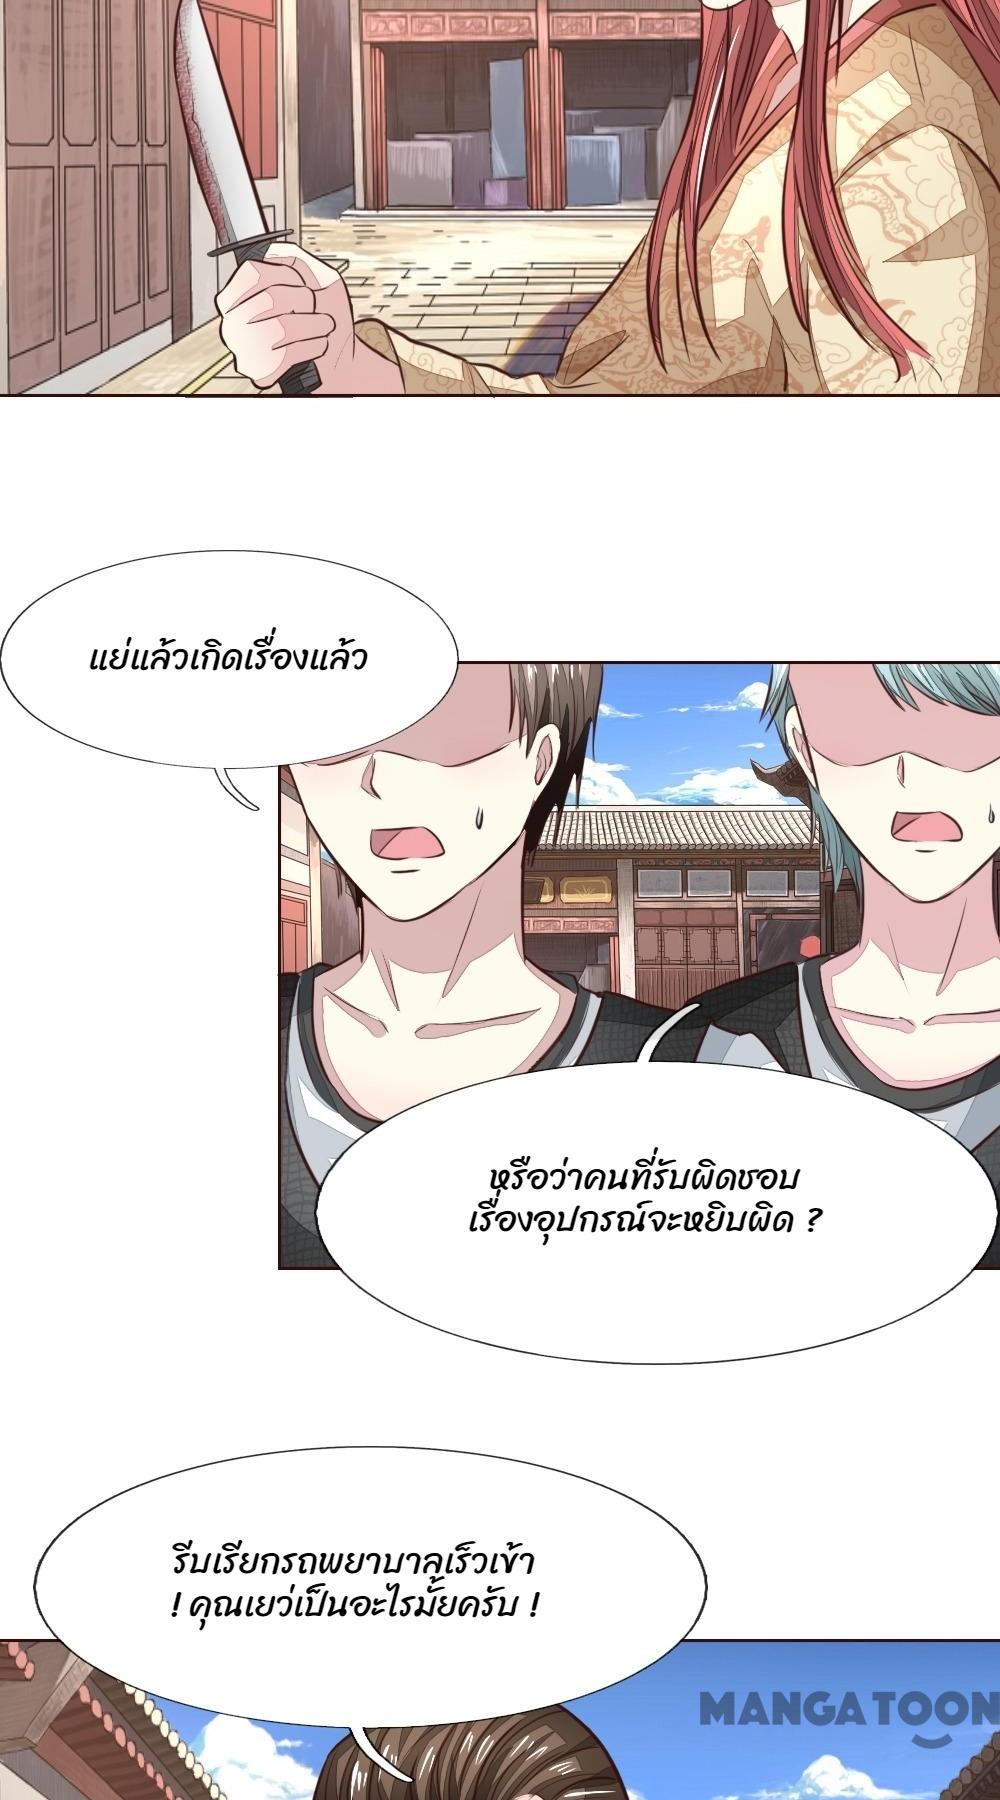 แย่แล้วเกิดเรื่องแล้ว
หรือว่าคนที่รับผิดชอบ
เรื่องอุปกรณ์จะหยิบผิด ?
รีบเรียกรถพยาบาลเร็วเข้า
! คุณเยว่เป็นอะไรมั้ยครับ !
MANGA TOON